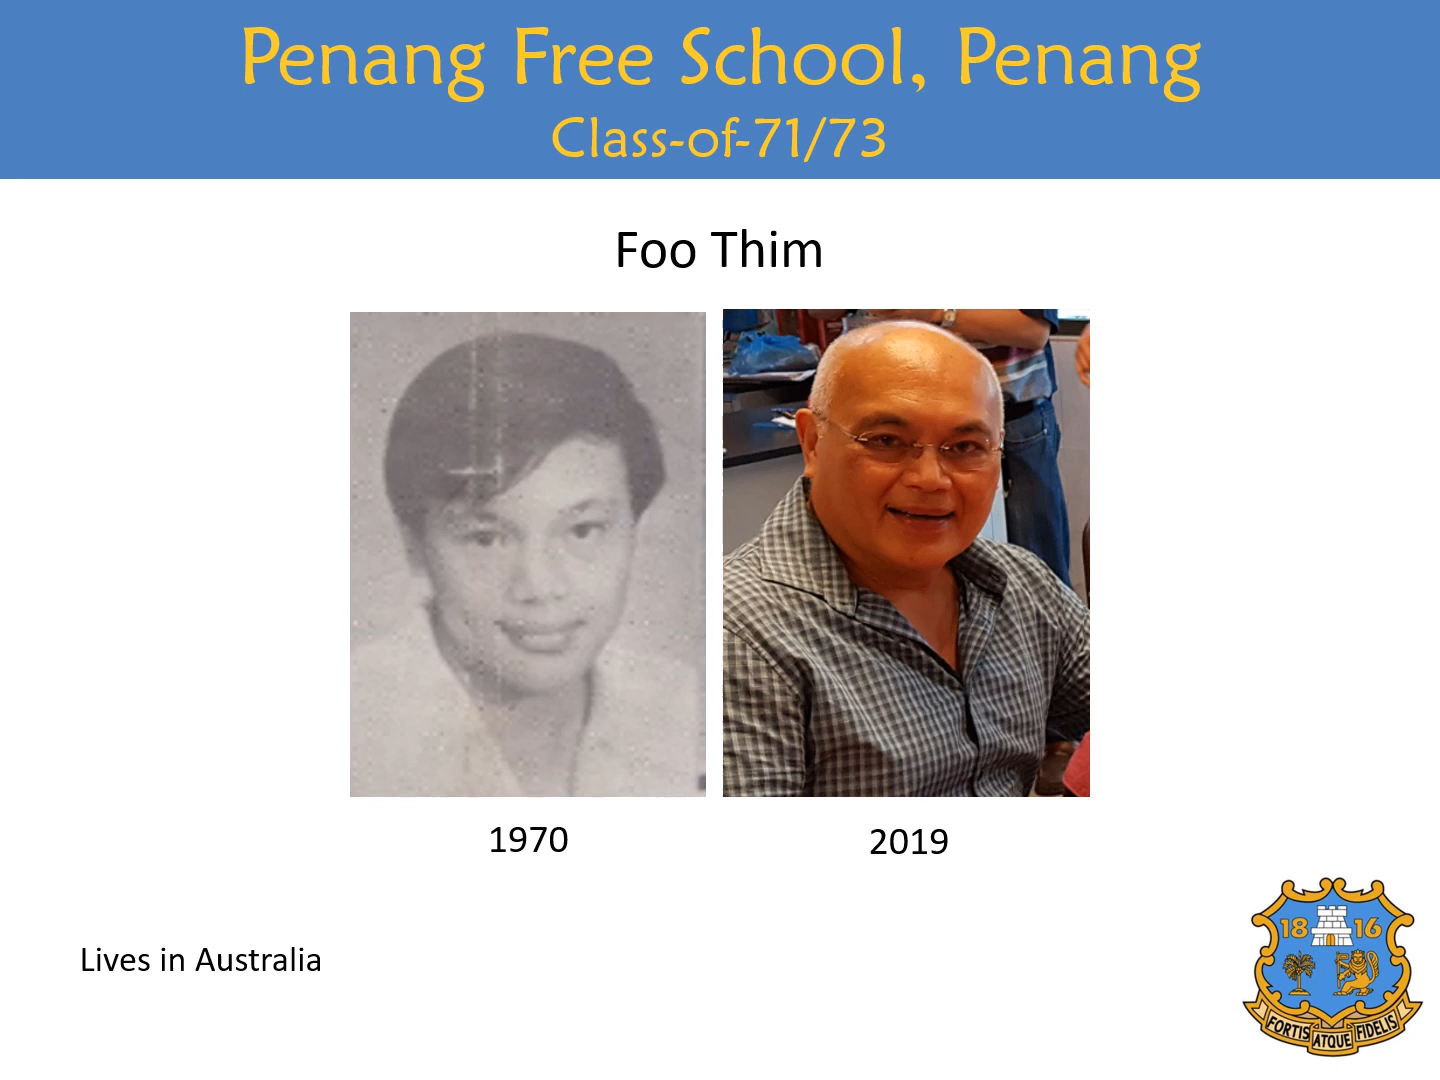 Penang Free School, Penang
Class-of-71/73
Foo Thim
1970
2019
Lives in Australia
18 16
FORTIS ATQUE FIDELIS